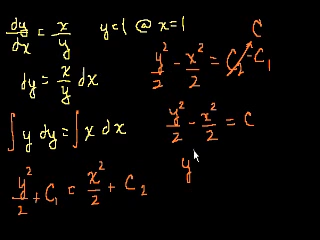 dy/dx = x/y    y=1 @ x=1
dy = x/y dx
∫ y dy = ∫ x dx
y²/2 + C₁ = x²/2 + C₂
C
y²/2 - x²/2 = C₂ - C₁
y²/2 - x²/2 = C
y